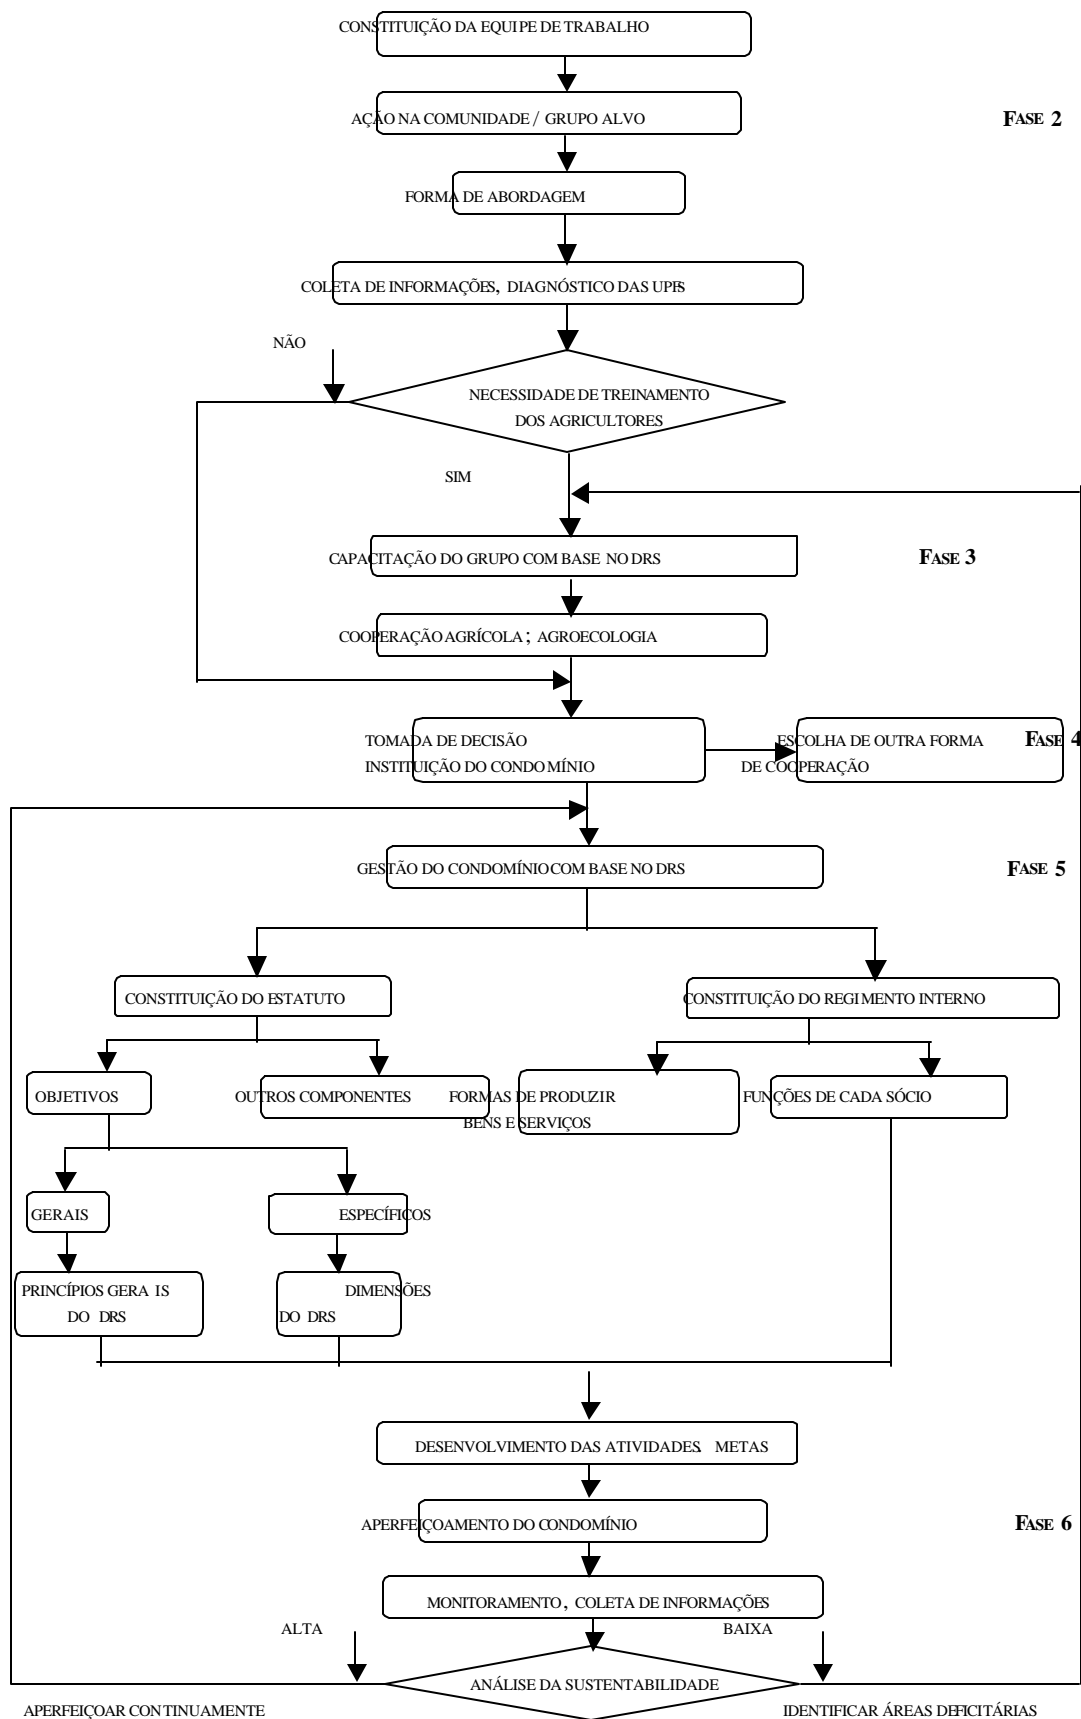 CONSTITUIÇÃO DA EQUIPE DE TRABALHO
AÇÃO NA COMUNIDADE / GRUPO ALVO
FASE 2
FORMA DE ABORDAGEM
COLETA DE INFORMAÇÕES, DIAGNÓSTICO DAS UPFS
NÃO
NECESSIDADE DE TREINAMENTO
DOS AGRICULTORES
SIM
CAPACITAÇÃO DO GRUPO COM BASE NO DRS
FASE 3
COOPERAÇÃO AGRÍCOLA; AGROECOLOGIA
TOMADA DE DECISÃO
INSTITUIÇÃO DO CONDOMÍNIO
ESCOLHA DE OUTRA FORMA
DE COOPERAÇÃO
FASE 4
GESTÃO DO CONDOMÍNIO COM BASE NO DRS
FASE 5
CONSTITUIÇÃO DO ESTATUTO
CONSTITUIÇÃO DO REGIMENTO INTERNO
OBJETIVOS
OUTROS COMPONENTES
FORMAS DE PRODUZIR
BENS E SERVIÇOS
FUNÇÕES DE CADA SÓCIO
GERAIS
ESPECÍFICOS
PRINCÍPIOS GERAIS
DO DRS
DIMENSÕES
DO DRS
DESENVOLVIMENTO DAS ATIVIDADES. METAS
APERFEIÇOAMENTO DO CONDOMÍNIO
FASE 6
MONITORAMENTO, COLETA DE INFORMAÇÕES
ALTA
BAIXA
ANÁLISE DA SUSTENTABILIDADE
APERFEIÇOAR CONTINUAMENTE
IDENTIFICAR ÁREAS DEFICITÁRIAS